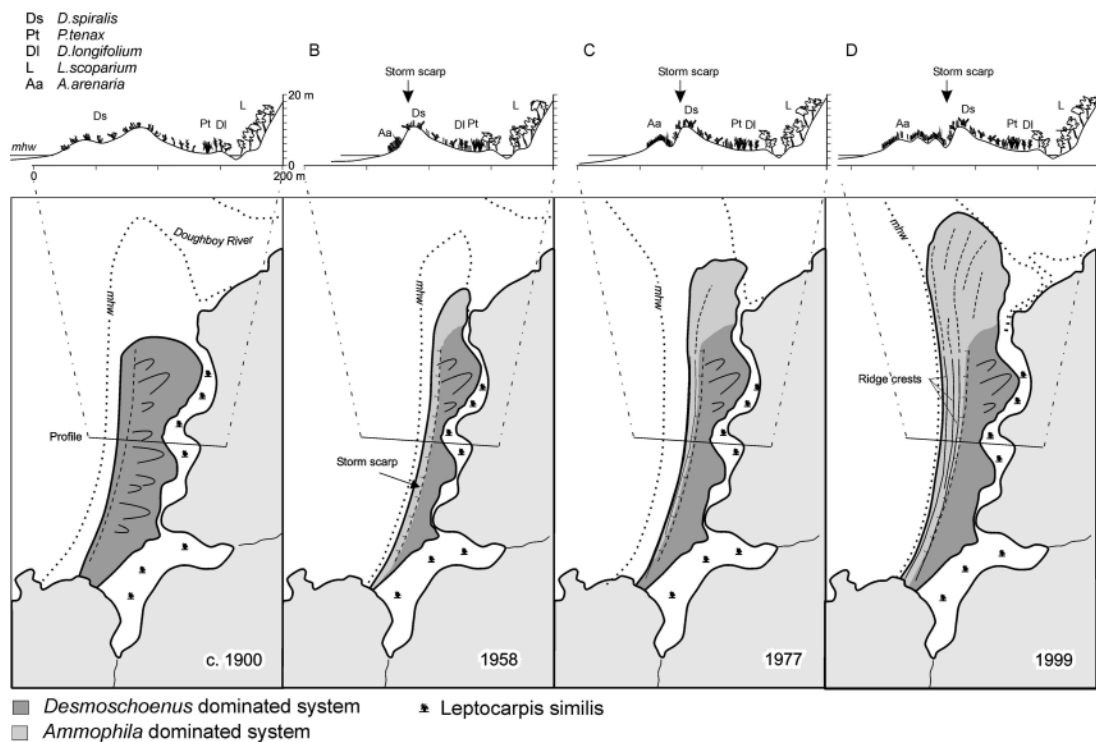 Ds D.spiralis
Pt P.tenax
Dl D.longifolium
L L.scoparium
Aa A.arenaria
Ds
Pt Dl
L
20 m
10
0
mhw
0
200 m
B
Storm scarp
Aa
Ds
Dl Pt
L
C
Storm scarp
Aa
Ds
Pt Dl
L
D
Storm scarp
Aa
Ds
Pt Dl
L
Doughboy River
mhw
Profile
c. 1900
mhw
Storm scarp
1958
mhw
1977
mhw
Ridge crests
1999
Desmoschoenus dominated system
Leptocarpis similis
Ammophila dominated system